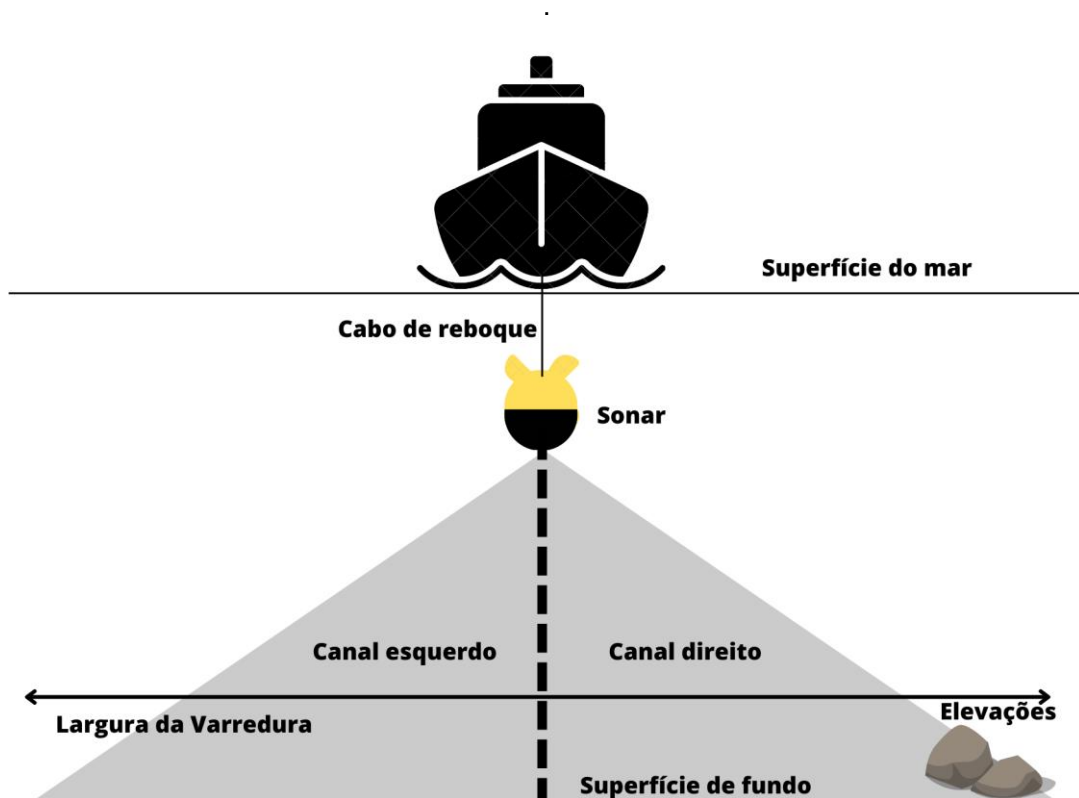 .
Superfície do mar
Cabo de reboque
Sonar
Canal esquerdo
Canal direito
Largura da Varredura
Elevações
Superfície de fundo